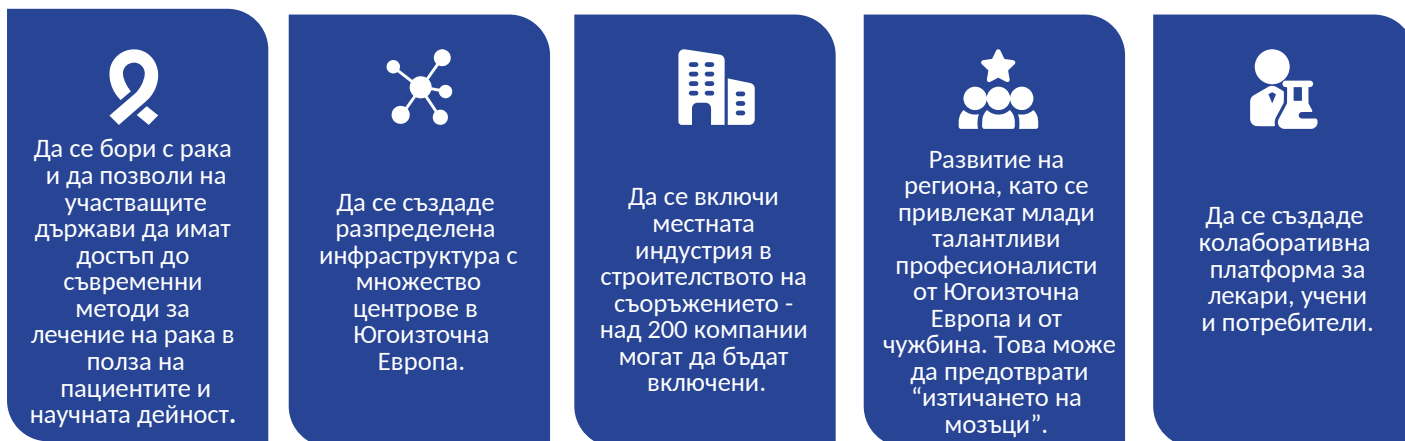 Да се бори с рака
и да позволи на
участващите
държави да имат
достъп до
съвременни
методи за
лечение на рака в
полза на
пациентите и
научната дейност.
Да се създаде
разпределена
инфраструктура с
множество
центрове в
Югоизточна
Европа.
Да се включи
местната
индустрия в
строителството на
съоръжението -
над 200 компании
могат да бъдат
включени.
Развитие на
региона, като се
привлекат млади
талантливи
професионалисти
от Югоизточна
Европа и от
чужбина. Това може
да предотврати
“изтичането на
мозъци”.
Да се създаде
колаборативна
платформа за
лекари, учени
и потребители.